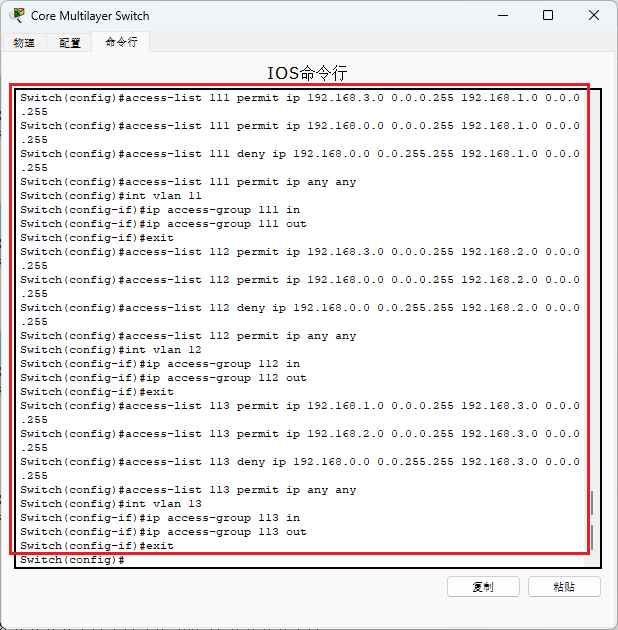 Core Multilayer Switch
物理 配置 命令行
IOS命令行
Switch(config)#access-list 111 permit ip 192.168.3.0 0.0.0.255 192.168.1.0 0.0.0
.255
Switch(config)#access-list 111 permit ip 192.168.0.0 0.0.0.255 192.168.1.0 0.0.0
.255
Switch(config)#access-list 111 deny ip 192.168.0.0 0.0.255.255 192.168.1.0 0.0.0
.255
Switch(config)#access-list 111 permit ip any any
Switch(config)#int vlan 11
Switch(config-if)#ip access-group 111 in
Switch(config-if)#ip access-group 111 out
Switch(config-if)#exit
Switch(config)#access-list 112 permit ip 192.168.3.0 0.0.0.255 192.168.2.0 0.0.0
.255
Switch(config)#access-list 112 permit ip 192.168.0.0 0.0.0.255 192.168.2.0 0.0.0
.255
Switch(config)#access-list 112 deny ip 192.168.0.0 0.0.255.255 192.168.2.0 0.0.0
.255
Switch(config)#access-list 112 permit ip any any
Switch(config)#int vlan 12
Switch(config-if)#ip access-group 112 in
Switch(config-if)#ip access-group 112 out
Switch(config-if)#exit
Switch(config)#access-list 113 permit ip 192.168.1.0 0.0.0.255 192.168.3.0 0.0.0
.255
Switch(config)#access-list 113 permit ip 192.168.2.0 0.0.0.255 192.168.3.0 0.0.0
.255
Switch(config)#access-list 113 deny ip 192.168.0.0 0.0.255.255 192.168.3.0 0.0.0
.255
Switch(config)#access-list 113 permit ip any any
Switch(config)#int vlan 13
Switch(config-if)#ip access-group 113 in
Switch(config-if)#ip access-group 113 out
Switch(config-if)#exit
Switch(config)#
复制 粘贴